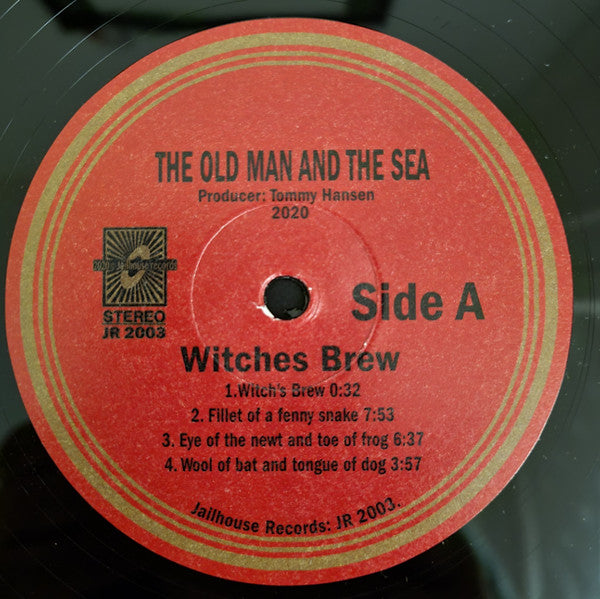 THE OLD MAN AND THE SEA
Producer: Tommy Hansen
2020
Jailhouse records
STEREO
JR 2003
Side A
Witches Brew
1.Witch's Brew 0:32
2. Fillet of a fenny snake 7:53
3. Eye of the newt and toe of frog 6:37
4. Wool of bat and tongue of dog 3:57
Jailhouse Records: JR 2003.